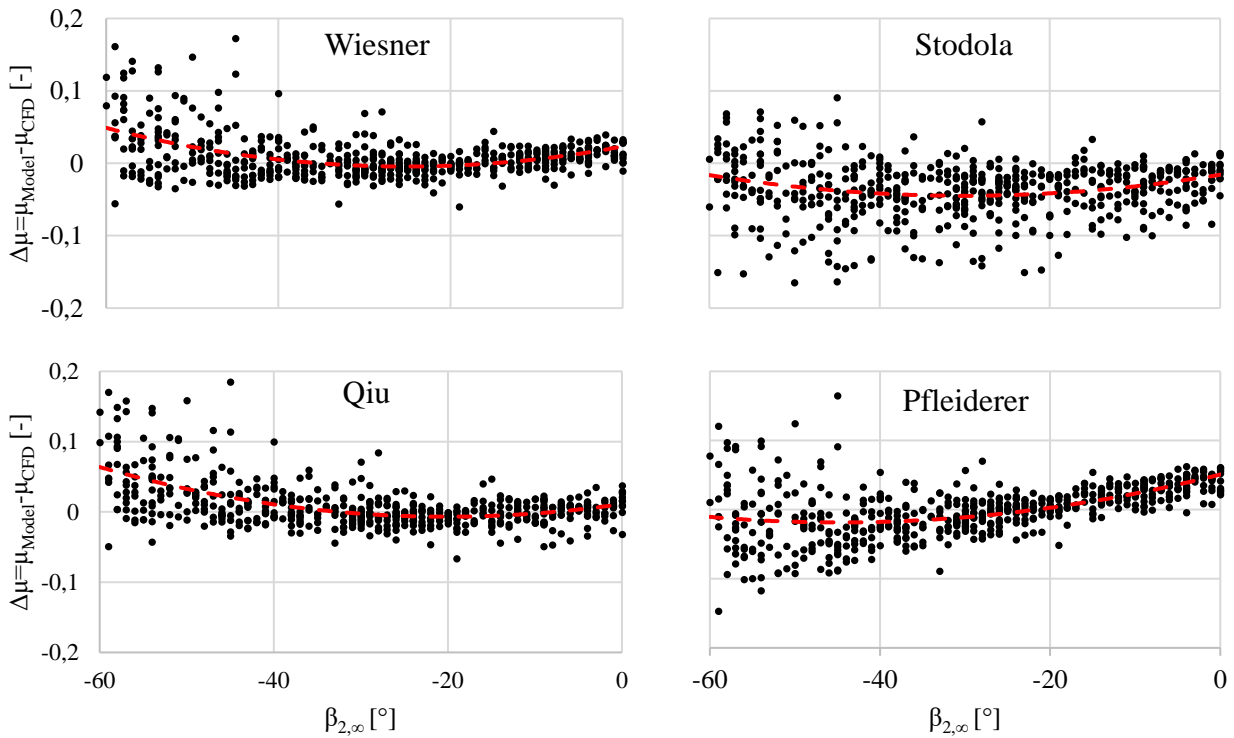 0,2
0,1
0
-0,1
-0,2
Δμ=μModel-μCFD [-]
Wiesner
Stodola
0,2
0,1
0
-0,1
-0,2
Δμ=μModel-μCFD [-]
Qiu
Pfleiderer
-60
-40
-20
0
-60
-40
-20
0
β2,∞ [°]
β2,∞ [°]